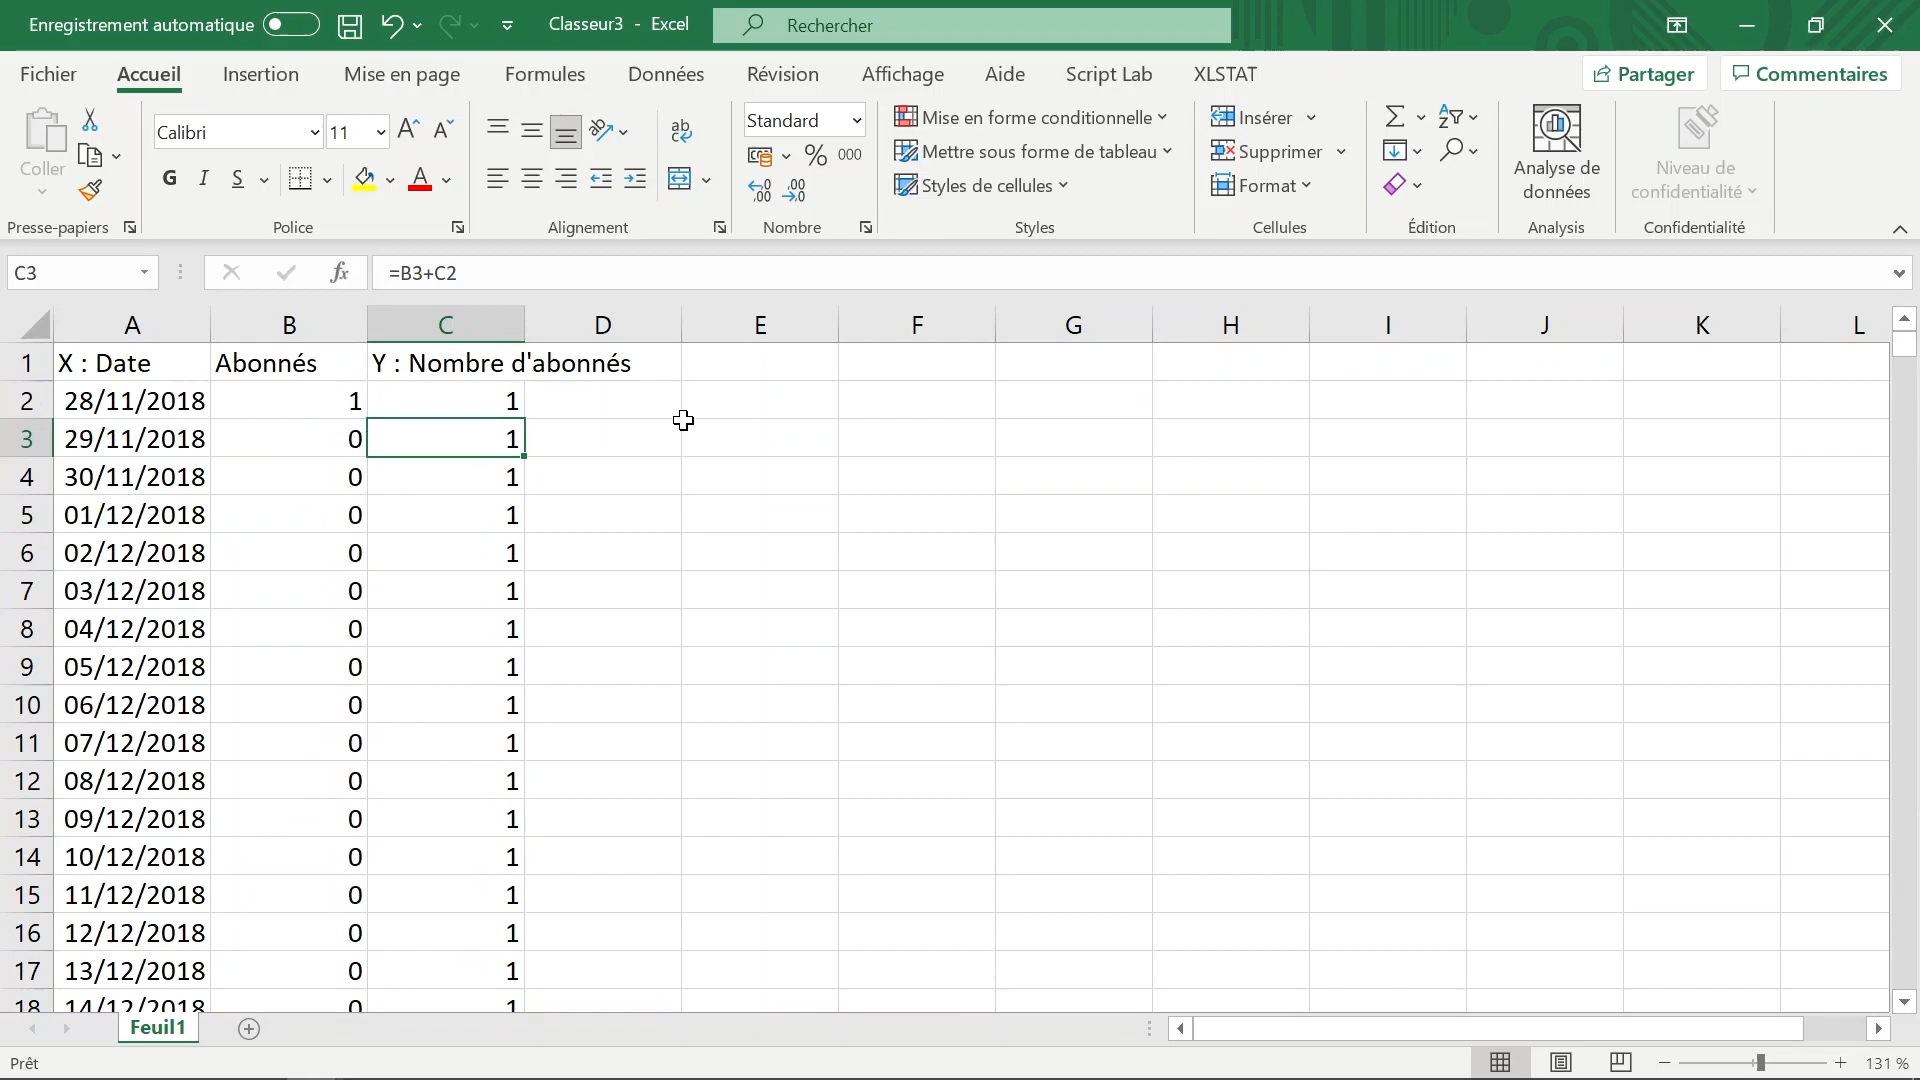 Enregistrement automatique Classeur3 - Excel Rechercher
Fichier Accueil Insertion Mise en page Formules Données Révision Affichage Aide Script Lab XLSTAT Partager Commentaires
Coller
Presse-papiers
Calibri 11
G I S A
Police
ab
Alignement
Standard
% 000
Nombre
Mise en forme conditionnelle
Mettre sous forme de tableau
Styles de cellules
Styles
Insérer
Supprimer
Format
Cellules
Édition
Analyse de
données
Analysis
Niveau de
confidentialité
Confidentialité
C3 fx =B3+C2
A B C D E F G H I J K L
1 X : Date Abonnés Y : Nombre d'abonnés
2 28/11/2018 1 1
3 29/11/2018 0 1
4 30/11/2018 0 1
5 01/12/2018 0 1
6 02/12/2018 0 1
7 03/12/2018 0 1
8 04/12/2018 0 1
9 05/12/2018 0 1
10 06/12/2018 0 1
11 07/12/2018 0 1
12 08/12/2018 0 1
13 09/12/2018 0 1
14 10/12/2018 0 1
15 11/12/2018 0 1
16 12/12/2018 0 1
17 13/12/2018 0 1
18 14/12/2018 0 1
Feuil1
Prêt 131 %